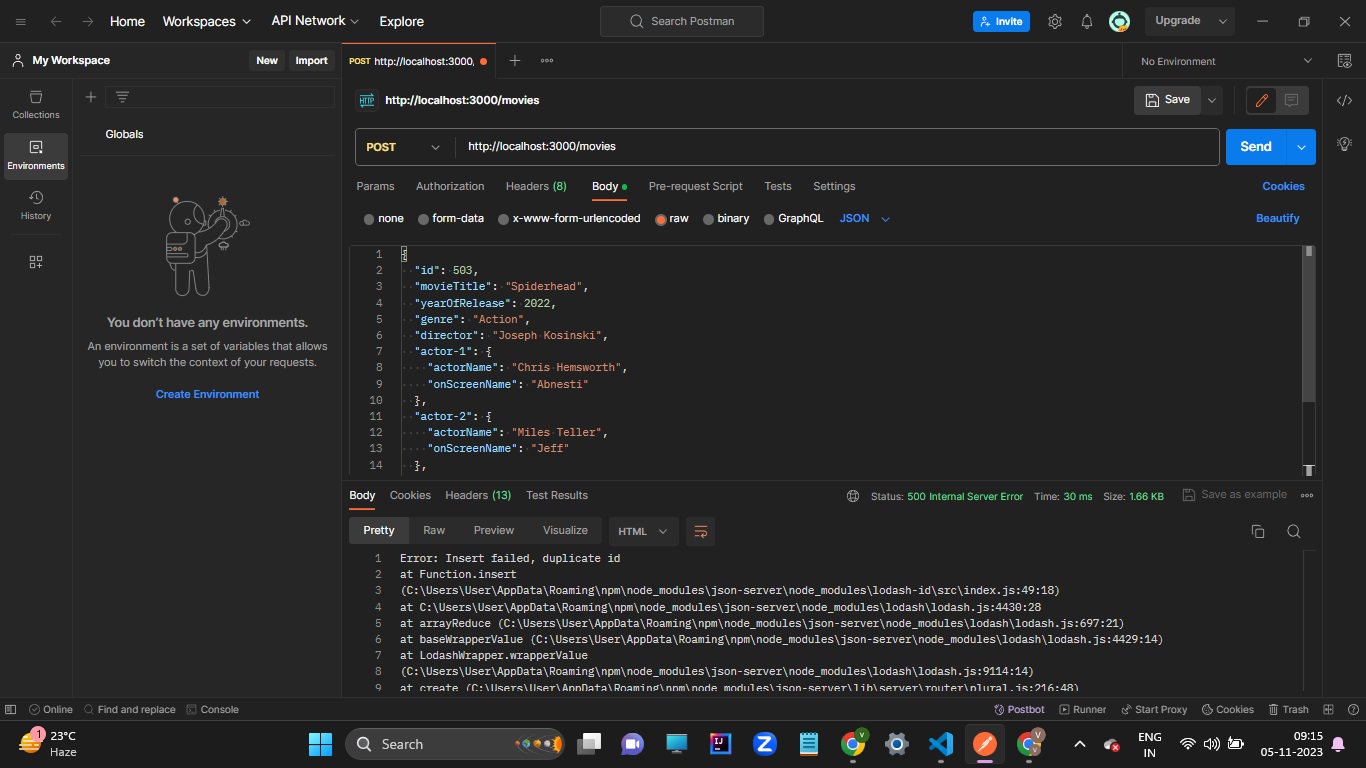 Home Workspaces API Network Explore Search Postman Invite Upgrade
My Workspace New Import POST http://localhost:3000, No Environment
Collections
Environments
History
Globals
You don't have any environments.
An environment is a set of variables that allows
you to switch the context of your requests.
Create Environment
HTTP http://localhost:3000/movies Save
POST http://localhost:3000/movies Send
Params Authorization Headers (8) Body Pre-request Script Tests Settings Cookies
none form-data x-www-form-urlencoded raw binary GraphQL JSON Beautify
1 {
2 "id": 503,
3 "movieTitle": "Spiderhead",
4 "yearOfRelease": 2022,
5 "genre": "Action",
6 "director": "Joseph Kosinski",
7 "actor-1": {
8 "actorName": "Chris Hemsworth",
9 "onScreenName": "Abnesti"
10 },
11 "actor-2": {
12 "actorName": "Miles Teller",
13 "onScreenName": "Jeff"
14 },
Body Cookies Headers (13) Test Results Status: 500 Internal Server Error Time: 30 ms Size: 1.66 KB Save as example
Pretty Raw Preview Visualize HTML
1 Error: Insert failed, duplicate id
2 at Function.insert
3 (C:\Users\User\AppData\Roaming\npm\node_modules\json-server\node_modules\lodash-id\src\index.js:49:18)
4 at C:\Users\User\AppData\Roaming\npm\node_modules\json-server\node_modules\lodash\lodash.js:4430:28
5 at arrayReduce (C:\Users\User\AppData\Roaming\npm\node_modules\json-server\node_modules\lodash\lodash.js:697:21)
6 at baseWrapperValue (C:\Users\User\AppData\Roaming\npm\node_modules\json-server\node_modules\lodash\lodash.js:4429:14)
7 at LodashWrapper.wrapperValue
8 (C:\Users\User\AppData\Roaming\npm\node_modules\json-server\node_modules\lodash\lodash.js:9114:14)
9 at create (C:\Users\User\AppData\Roaming\npm\node_modules\json-server\lib\server\router\plural.js:216:48)
Online Find and replace Console Postbot Runner Start Proxy Cookies Trash
1 23°C
Haze
Search
V
V
ENG
IN
09:15
05-11-2023